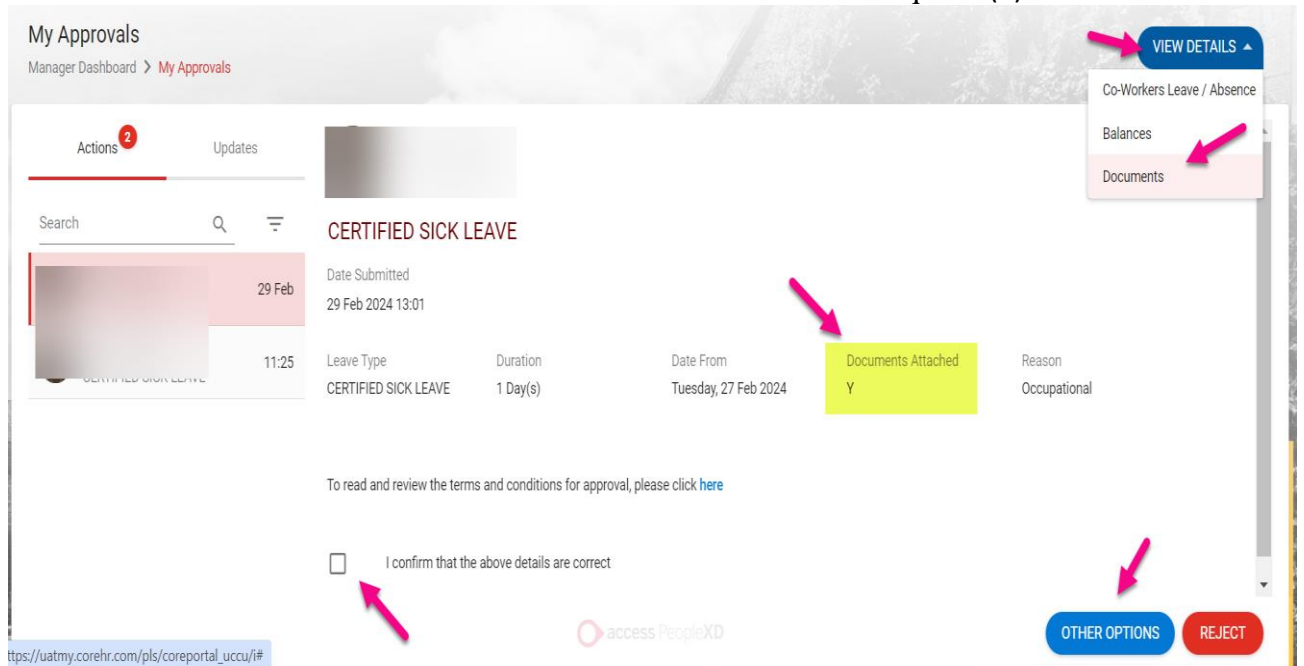 My Approvals
VIEW DETAILS
Manager Dashboard > My Approvals
Co-Workers Leave / Absence
Balances
Documents
Actions 2 Updates
Search
CERTIFIED SICK LEAVE
Date Submitted
29 Feb 2024 13:01
29 Feb
11:25
Leave Type Duration Date From Documents Attached Reason
CERTIFIED SICK LEAVE 1 Day(s) Tuesday, 27 Feb 2024 Y Occupational
To read and review the terms and conditions for approval, please click here
I confirm that the above details are correct
access PeopleXD
OTHER OPTIONS REJECT
ttps://uatmy.corehr.com/pls/coreportal_uccu/i#